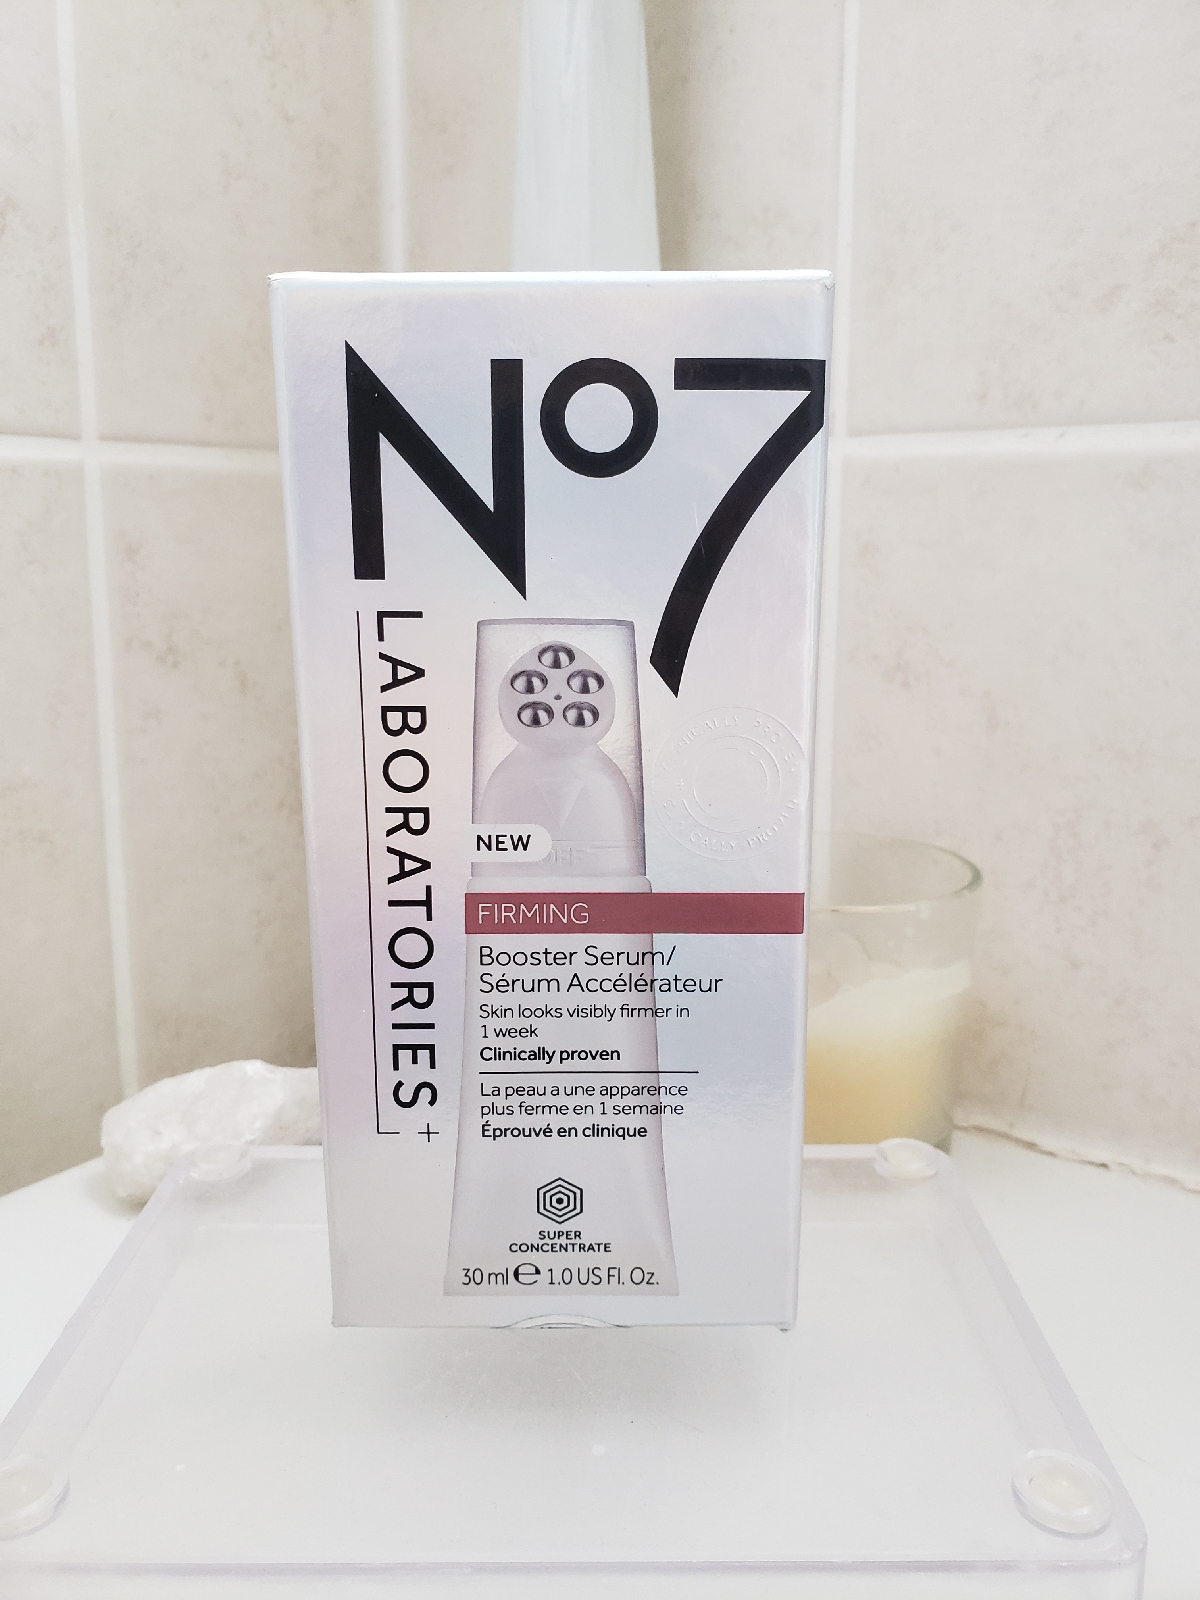 No7
LABORATORIES+
NEW
FIRMING
Booster Serum/
Sérum Accélérateur
Skin looks visibly firmer in
1 week
Clinically proven
La peau a une apparence
plus ferme en 1 semaine
Éprouvé en clinique
SUPER
CONCENTRATE
30 ml e 1.0 US Fl. Oz.
CLINICALLY PROVEN